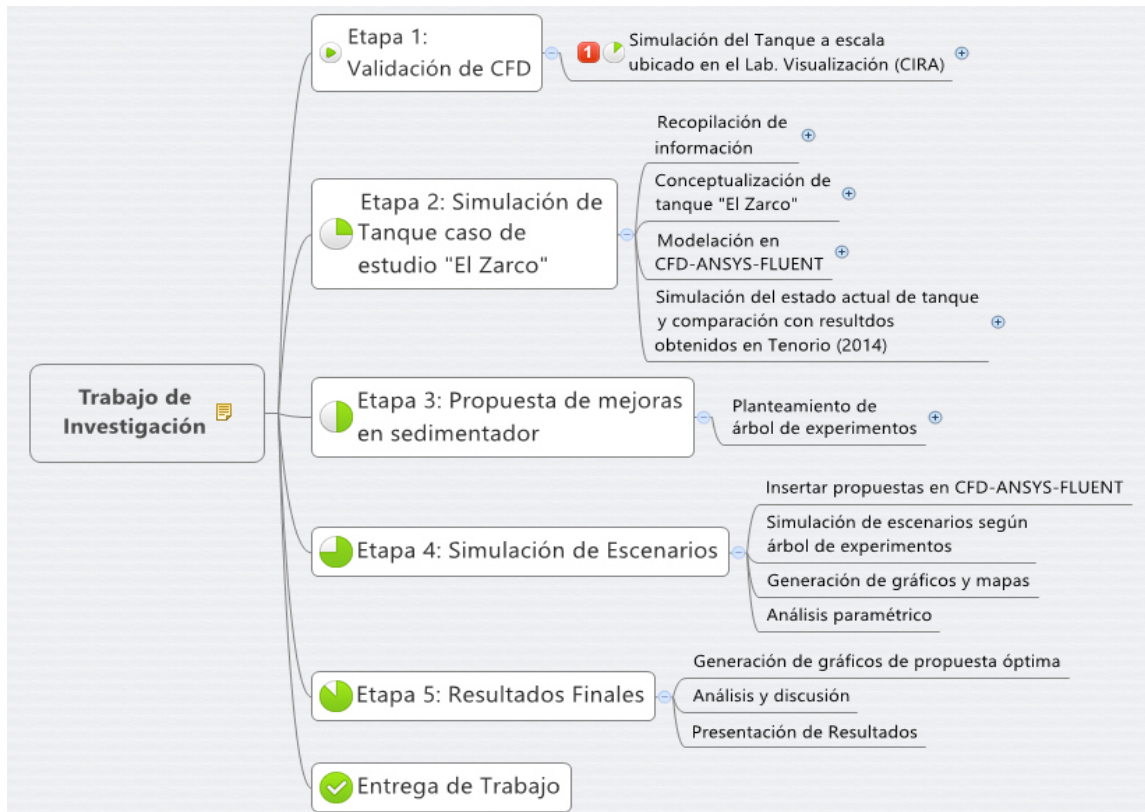 Trabajo de
Investigación
Etapa 1:
Validación de CFD
1
Simulación del Tanque a escala
ubicado en el Lab. Visualización (CIRA)
Etapa 2: Simulación de
Tanque caso de
estudio "El Zarco"
Recopilación de
información
Conceptualización de
tanque "El Zarco"
Modelación en
CFD-ANSYS-FLUENT
Simulación del estado actual de tanque
y comparación con resultdos
obtenidos en Tenorio (2014)
Etapa 3: Propuesta de mejoras
en sedimentador
Planteamiento de
árbol de experimentos
Etapa 4: Simulación de Escenarios
Insertar propuestas en CFD-ANSYS-FLUENT
Simulación de escenarios según
árbol de experimentos
Generación de gráficos y mapas
Análisis paramétrico
Etapa 5: Resultados Finales
Generación de gráficos de propuesta óptima
Análisis y discusión
Presentación de Resultados
Entrega de Trabajo